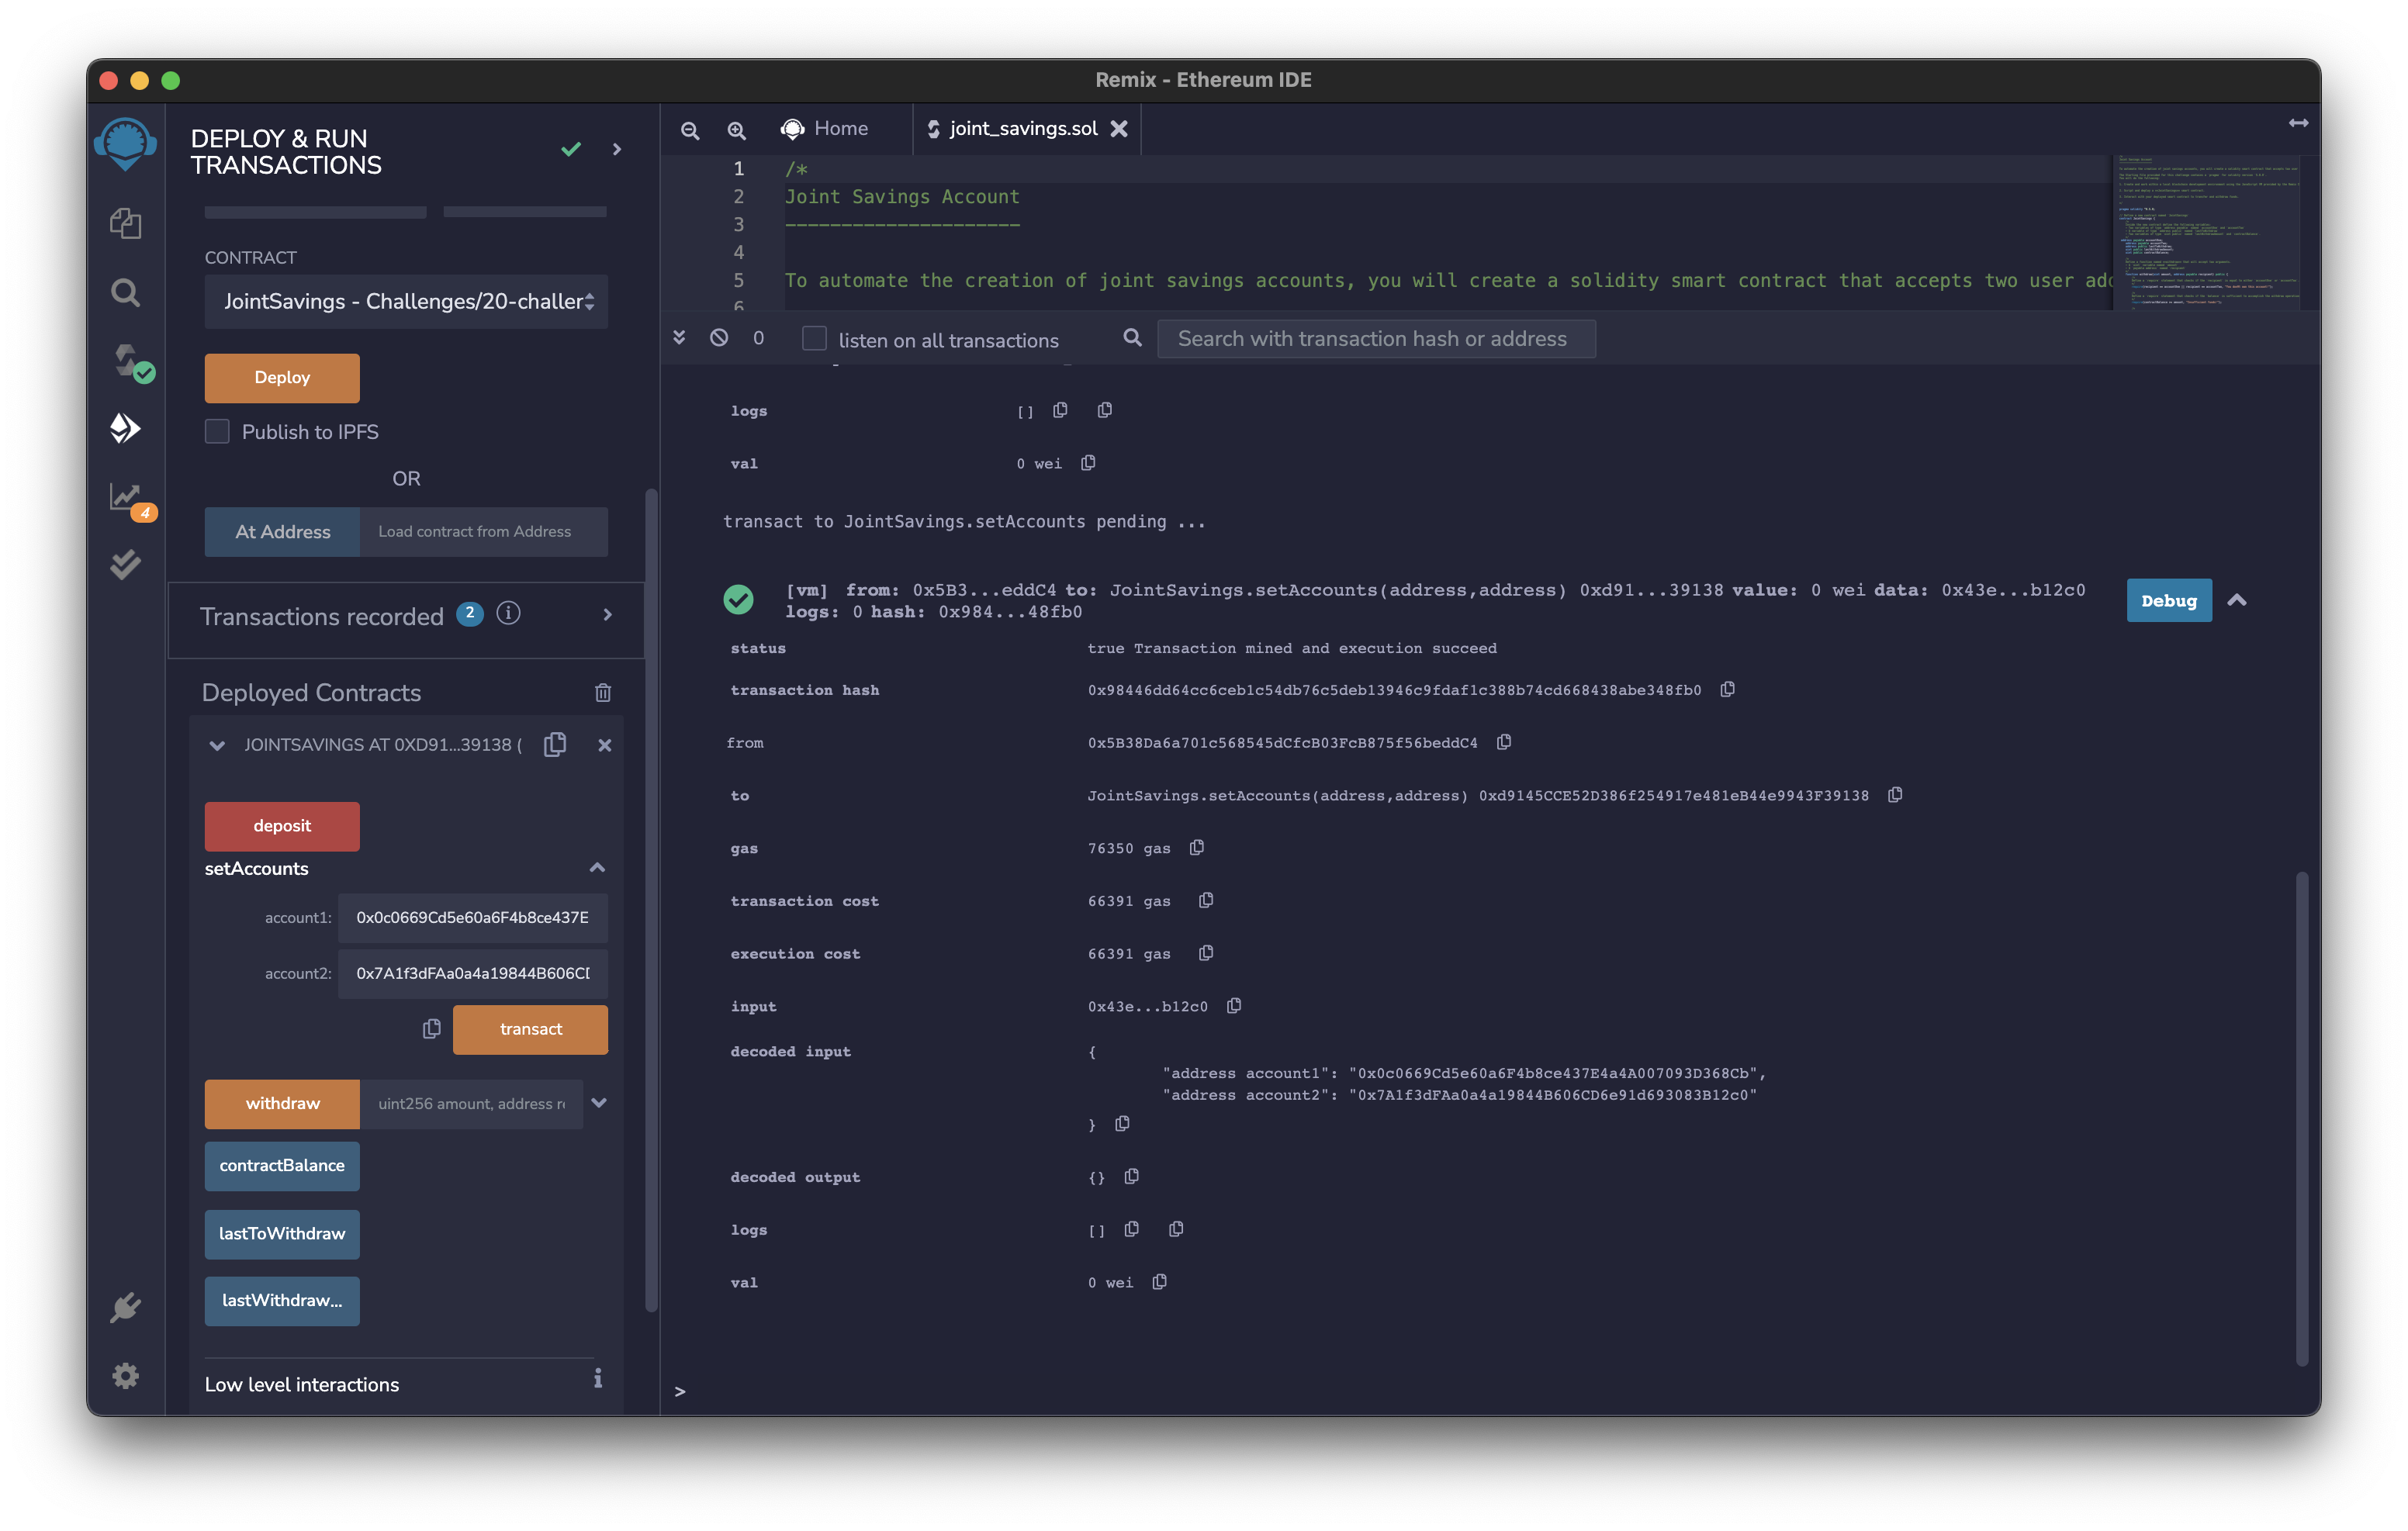 Remix - Ethereum IDE
DEPLOY & RUN
TRANSACTIONS
CONTRACT
JointSavings - Challenges/20-challer
Deploy
Publish to IPFS
OR
At Address
Load contract from Address
4
Transactions recorded 2
Deployed Contracts
JOINTSAVINGS AT 0XD91...39138 (
deposit
setAccounts
account1: 0x0c0669Cd5e60a6F4b8ce437E
account2: 0x7A1f3dFAa0a4a19844B606CD
transact
withdraw
uint256 amount, address re
contractBalance
lastToWithdraw
lastWithdraw...
Low level interactions
Home
joint_savings.sol
1 /*
2 Joint Savings Account
3 ---------------------
4
5 To automate the creation of joint savings accounts, you will create a solidity smart contract that accepts two user add
6
0
listen on all transactions
Search with transaction hash or address
logs []
val 0 wei
transact to JointSavings.setAccounts pending ...
[vm] from: 0x5B3...eddC4 to: JointSavings.setAccounts(address,address) 0xd91...39138 value: 0 wei data: 0x43e...b12c0
logs: 0 hash: 0x984...48fb0
Debug
status true Transaction mined and execution succeed
transaction hash 0x98446dd64cc6ceb1c54db76c5deb13946c9fdaf1c388b74cd668438abe348fb0
from 0x5B38Da6a701c568545dCfcB03FcB875f56beddC4
to JointSavings.setAccounts(address,address) 0xd9145CCE52D386f254917e481eB44e9943F39138
gas 76350 gas
transaction cost 66391 gas
execution cost 66391 gas
input 0x43e...b12c0
decoded input {
"address account1": "0x0c0669Cd5e60a6F4b8ce437E4a4A007093D368Cb",
"address account2": "0x7A1f3dFAa0a4a19844B606CD6e91d693083B12c0"
}
decoded output {}
logs []
val 0 wei
>